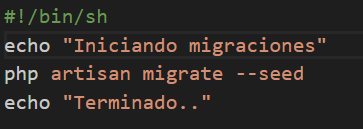 #!/bin/sh
echo "Iniciando migraciones"
php artisan migrate --seed
echo "Terminado.."